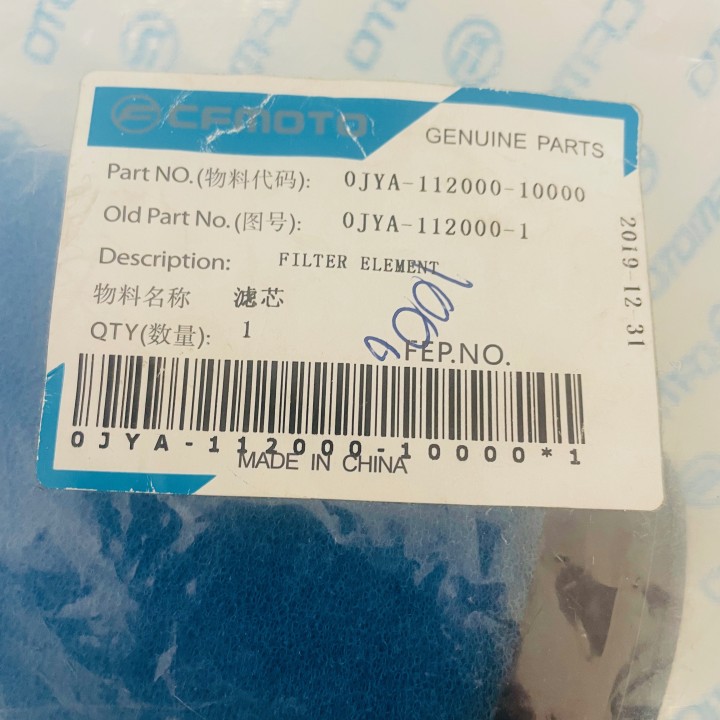 CFMOTO
GENUINE PARTS
Part NO.(物料代码): 0JYA-112000-10000
Old Part No.(图号): 0JYA-112000-1
Description: FILTER ELEMENT
物料名称 滤芯
QTY(数量): 1
FEP.NO.
0JYA-112000-10000*1
MADE IN CHINA
2019-12-31